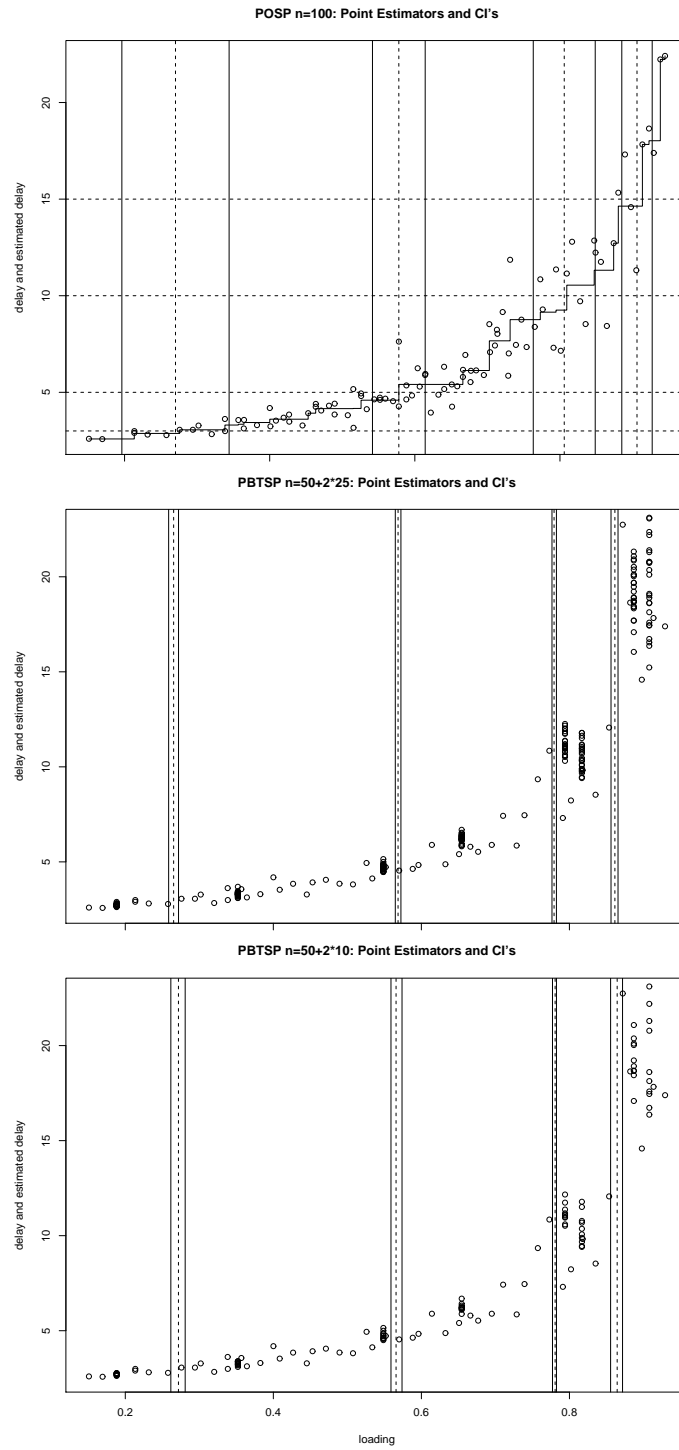 POSP n=100: Point Estimators and CI's
20
15
10
5
delay and estimated delay
PBTSP n=50+2*25: Point Estimators and CI's
20
15
10
5
delay and estimated delay
PBTSP n=50+2*10: Point Estimators and CI's
20
15
10
5
delay and estimated delay
0.2 0.4 0.6 0.8
loading